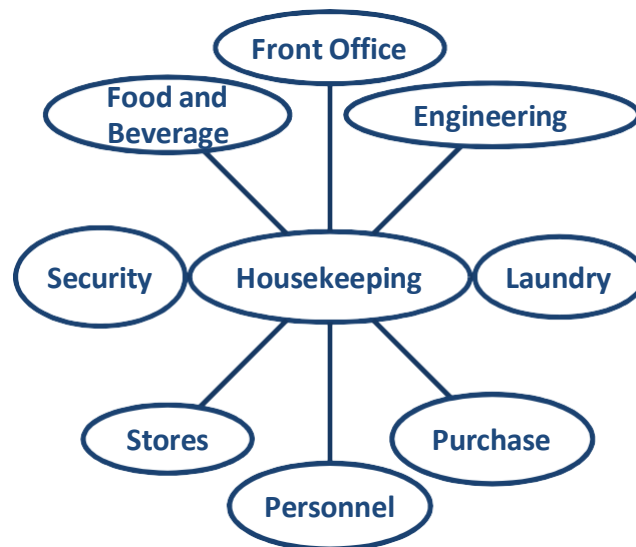 Front Office
Food and
Beverage
Engineering
Security
Housekeeping
Laundry
Stores
Purchase
Personnel